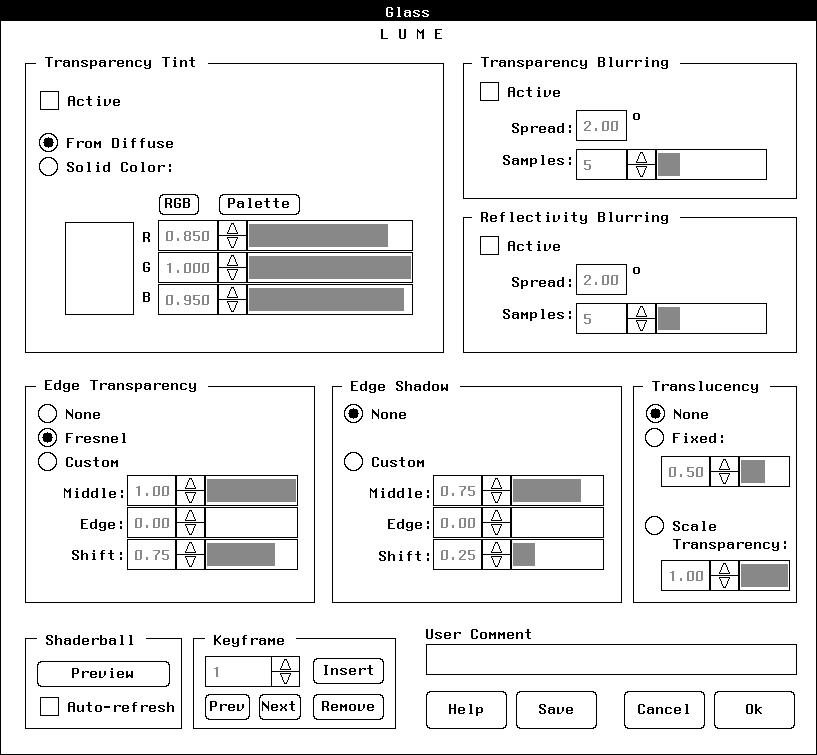 Glass
L U M E
Transparency Tint
Active
From Diffuse
Solid Color:
RGB Palette
R 0.850
G 1.000
B 0.950
Transparency Blurring
Active
Spread: 2.00 o
Samples: 5
Reflectivity Blurring
Active
Spread: 2.00 o
Samples: 5
Edge Transparency
None
Fresnel
Custom
Middle: 1.00
Edge: 0.00
Shift: 0.75
Edge Shadow
None
Custom
Middle: 0.75
Edge: 0.00
Shift: 0.25
Translucency
None
Fixed:
0.50
Scale
Transparency:
1.00
Shaderball
Preview
Auto-refresh
Keyframe
1 Insert
Prev Next Remove
User Comment
Help Save Cancel Ok